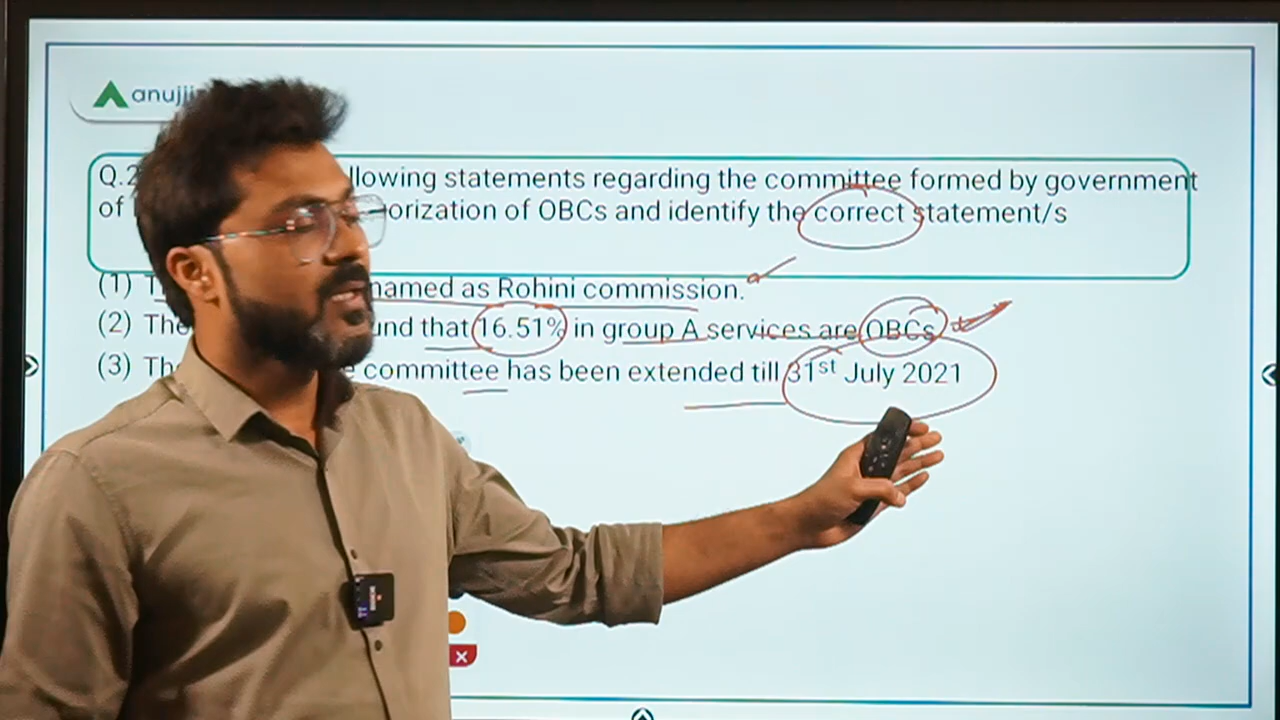 anujji
Q.2 llowing statements regarding the committee formed by government
of orization of OBCs and identify the correct statement/s
(1) T named as Rohini commission.
(2) The und that 16.51% in group A services are OBCs
(3) Th committee has been extended till 31st July 2021